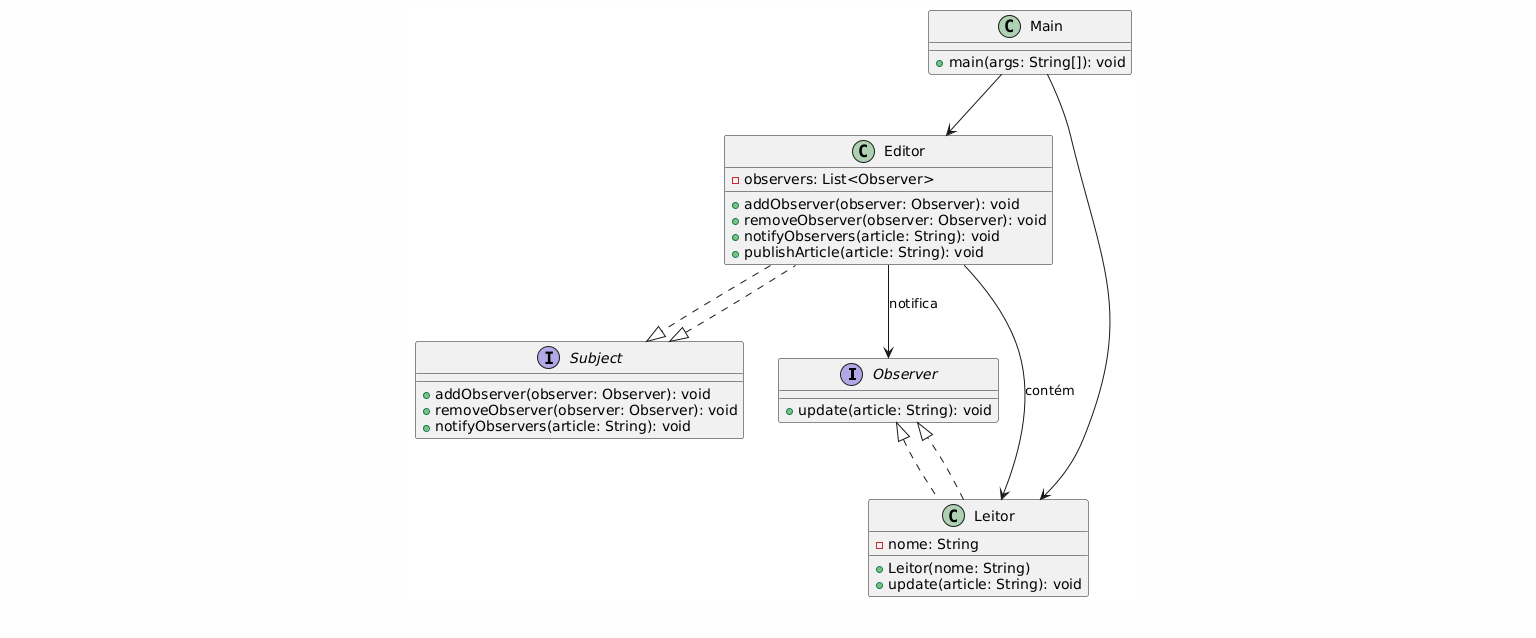 C Main
main(args: String[]): void
C Editor
observers: List<Observer>
addObserver(observer: Observer): void
removeObserver(observer: Observer): void
notifyObservers(article: String): void
publishArticle(article: String): void
notifica
I Subject
addObserver(observer: Observer): void
removeObserver(observer: Observer): void
notifyObservers(article: String): void
I Observer
update(article: String): void
contém
C Leitor
nome: String
Leitor(nome: String)
update(article: String): void